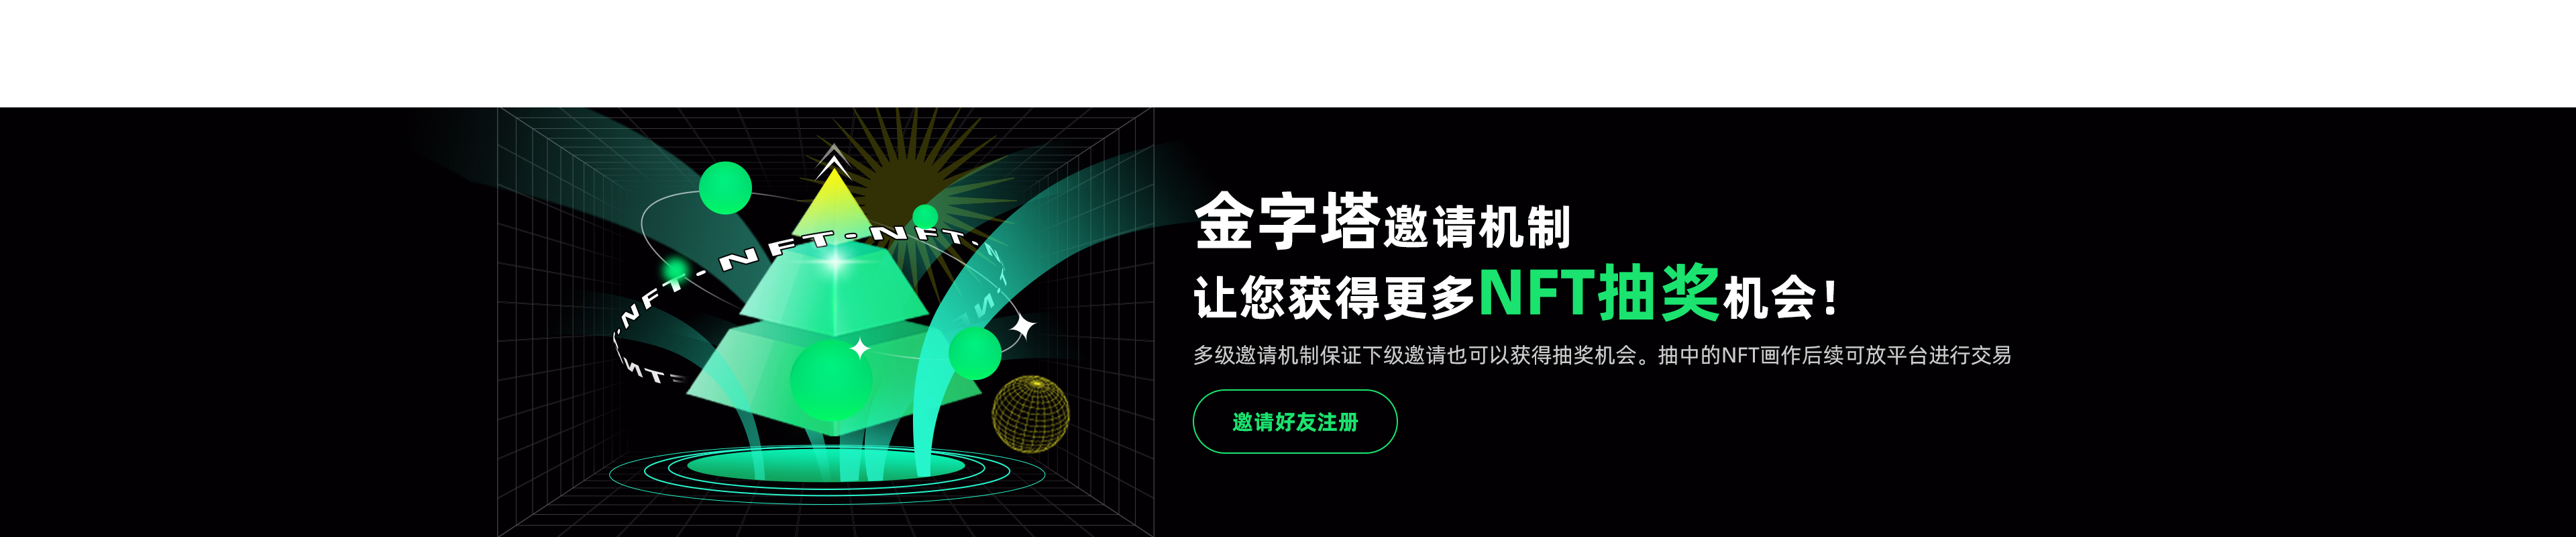 金字塔邀请机制
让您获得更多NFT抽奖机会！
多级邀请机制保证下级邀请也可以获得抽奖机会。抽中的NFT画作后续可放平台进行交易
邀请好友注册
NFT·NFT·NFT·